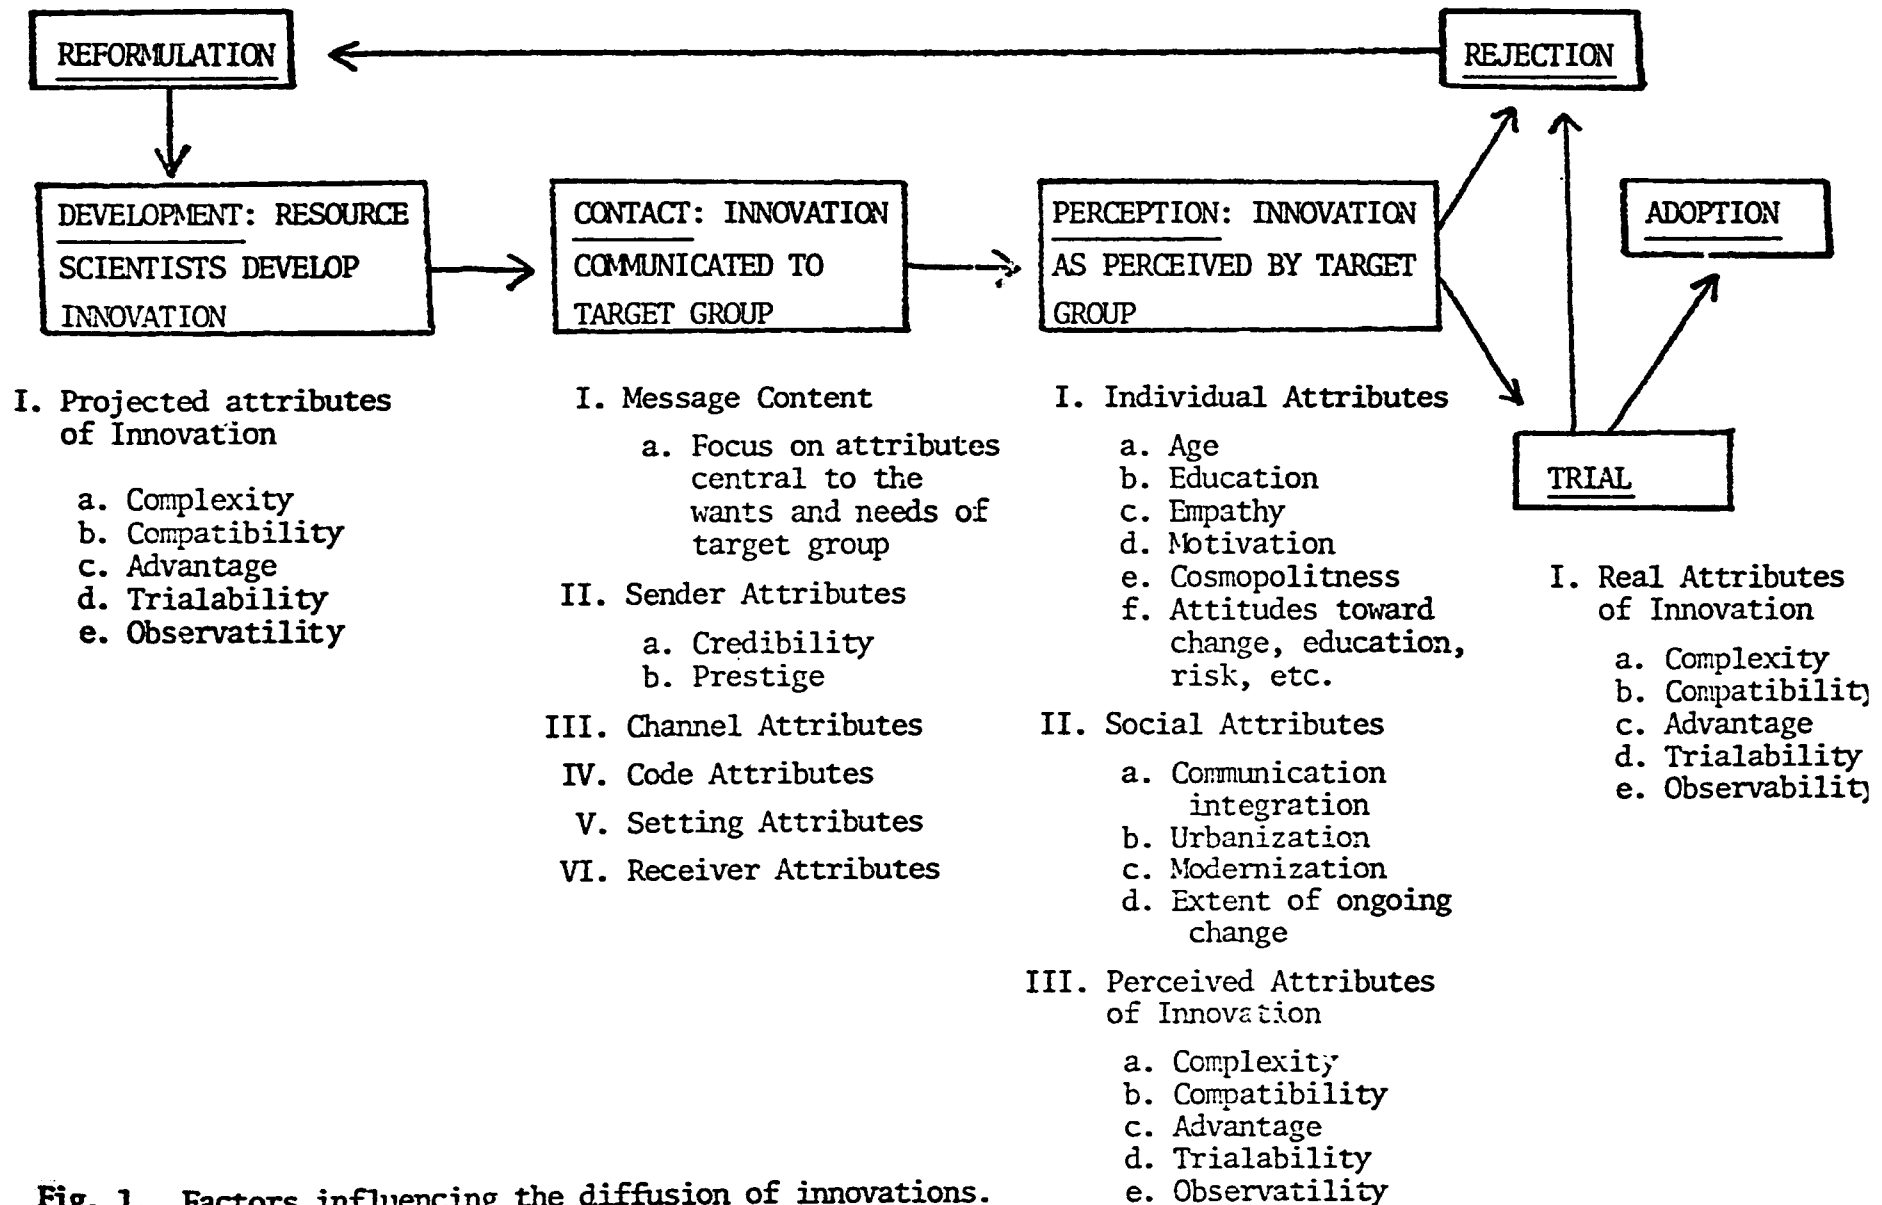 REFORMULATION
REJECTION
DEVELOPMENT: RESOURCE
SCIENTISTS DEVELOP
INNOVATION
CONTACT: INNOVATION
COMMUNICATED TO
TARGET GROUP
PERCEPTION: INNOVATION
AS PERCEIVED BY TARGET
GROUP
ADOPTION
TRIAL
I. Projected attributes
of Innovation
a. Complexity
b. Compatibility
c. Advantage
d. Trialability
e. Observatility
I. Message Content
a. Focus on attributes
central to the
wants and needs of
target group
II. Sender Attributes
a. Credibility
b. Prestige
III. Channel Attributes
IV. Code Attributes
V. Setting Attributes
VI. Receiver Attributes
I. Individual Attributes
a. Age
b. Education
c. Empathy
d. Motivation
e. Cosmopolitness
f. Attitudes toward
change, education,
risk, etc.
II. Social Attributes
a. Communication
integration
b. Urbanization
c. Modernization
d. Extent of ongoing
change
III. Perceived Attributes
of Innovation
a. Complexity
b. Compatibility
c. Advantage
d. Trialability
e. Observatility
I. Real Attributes
of Innovation
a. Complexity
b. Compatibility
c. Advantage
d. Trialability
e. Observability
Fig. 1 Factors influencing the diffusion of innovations.